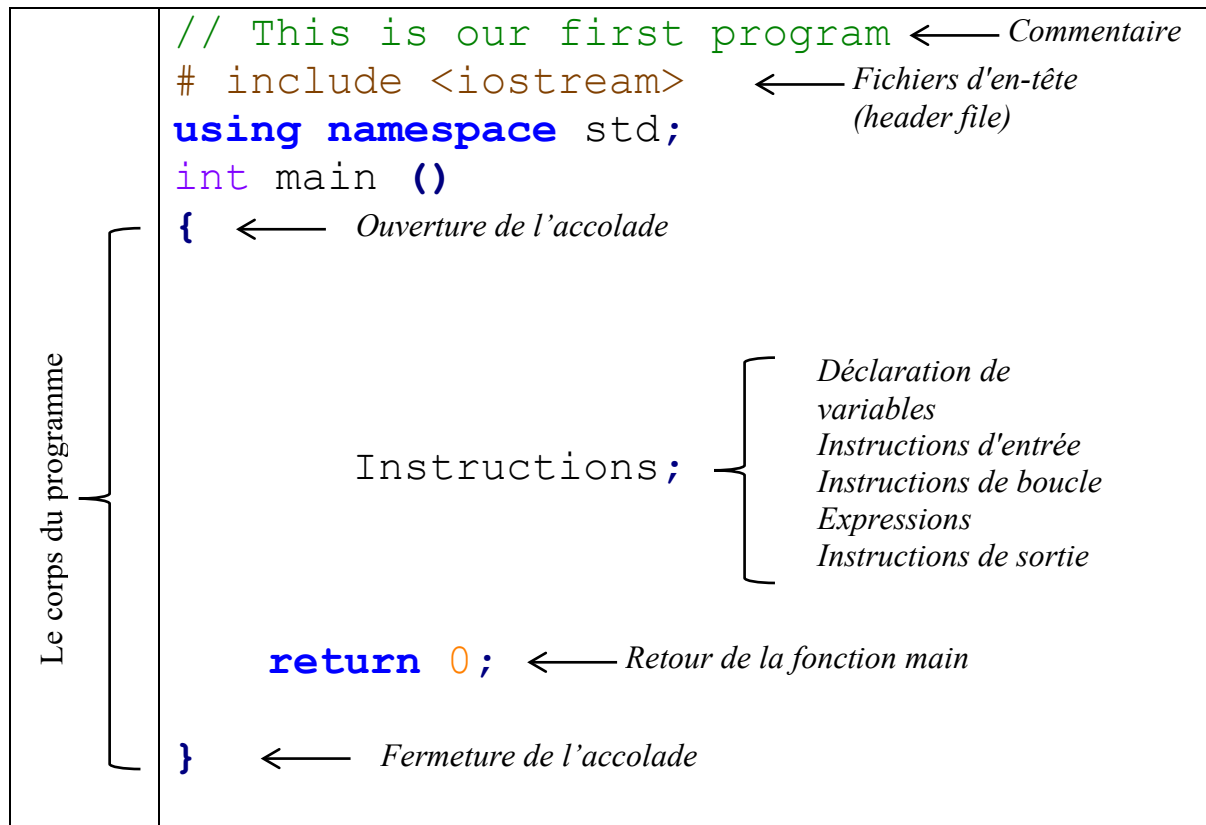 // This is our first program Commentaire
# include <iostream> Fichiers d'en-tête
(header file)
using namespace std;
int main ()
{ Ouverture de l’accolade
Le corps du programme
Déclaration de
variables
Instructions d'entrée
Instructions; Instructions de boucle
Expressions
Instructions de sortie
return 0; Retour de la fonction main
} Fermeture de l’accolade